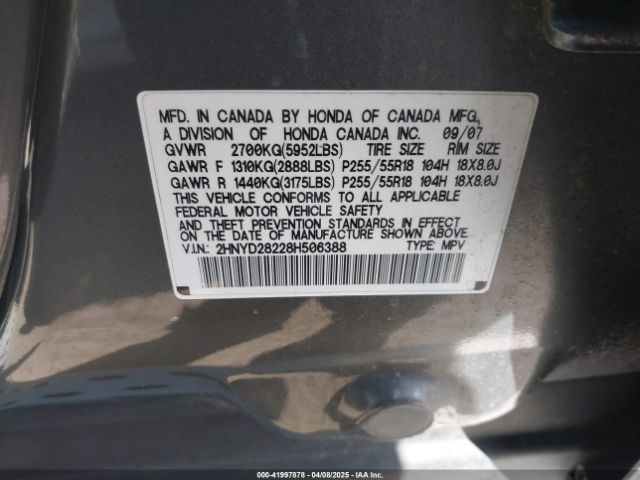 MFD. IN CANADA BY HONDA OF CANADA MFG.,
A DIVISION OF HONDA CANADA INC. 09/07
GVWR 2700KG(5952LBS) TIRE SIZE RIM SIZE
GAWR F 1310KG(2888LBS) P255/55R18 104H 18X8.0J
GAWR R 1440KG(3175LBS) P255/55R18 104H 18X8.0J
THIS VEHICLE CONFORMS TO ALL APPLICABLE
FEDERAL MOTOR VEHICLE SAFETY
AND THEFT PREVENTION STANDARDS IN EFFECT
ON THE DATE OF MANUFACTURE SHOWN ABOVE.
V.I.N.: 2HNYD28228H506388 TYPE: MPV
000-41997878 - 04/08/2025 - IAAI.com